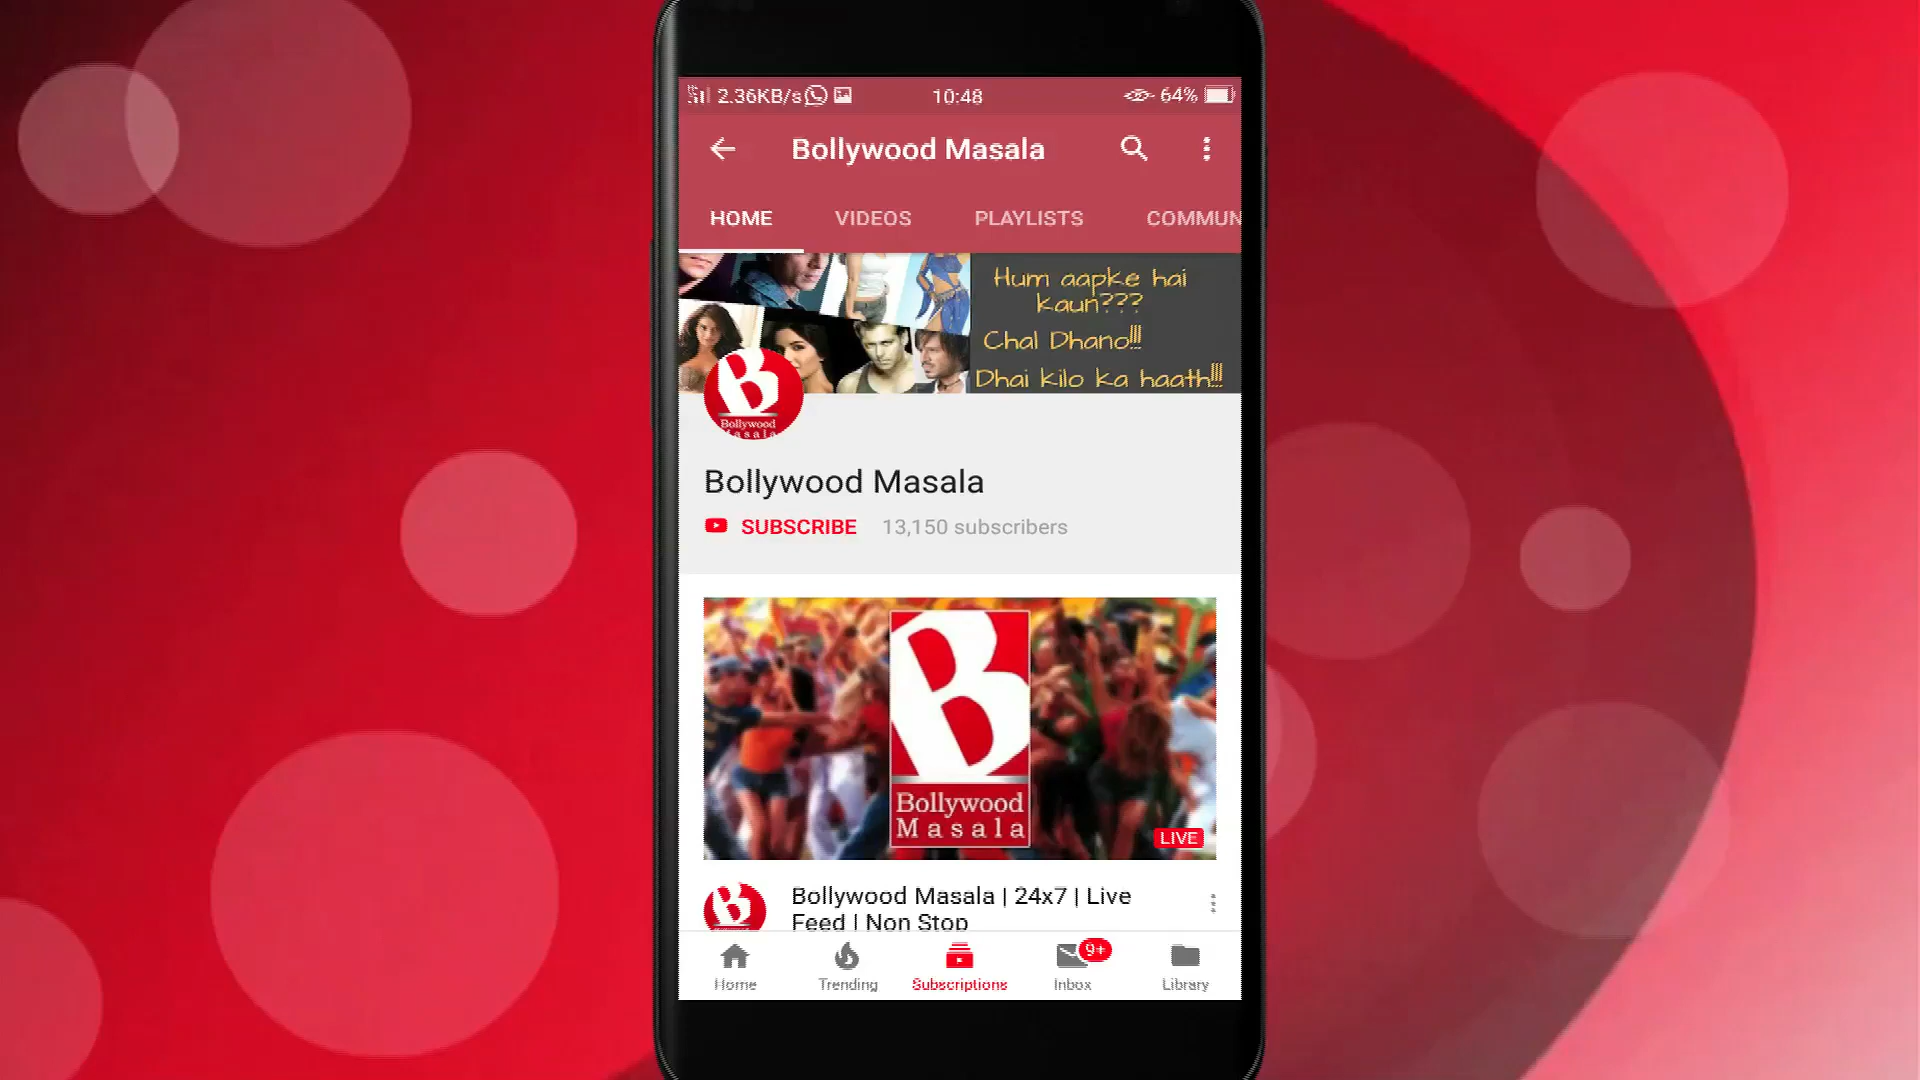 2.36KB/s 10:48 64%
Bollywood Masala
HOME VIDEOS PLAYLISTS COMMUN
Hum aapke hai
kaun???
Chal Dhano!!!
Dhai kilo ka haath!!!
Bollywood
Masala
Bollywood Masala
SUBSCRIBE 13,150 subscribers
Bollywood
Masala
LIVE
Bollywood Masala | 24x7 | Live
Feed | Non Stop
9+
Home Trending Subscriptions Inbox Library